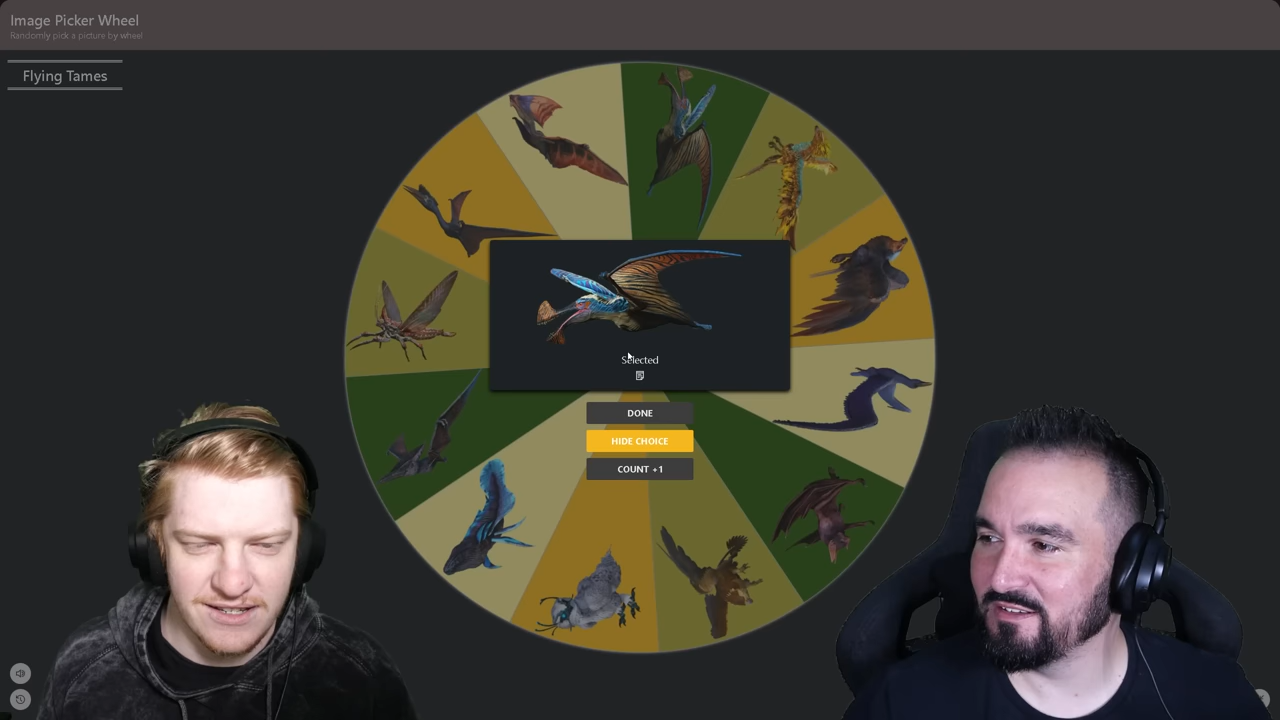 Image Picker Wheel
Randomly pick a picture by wheel
Flying Tames
Selected
DONE
HIDE CHOICE
COUNT +1